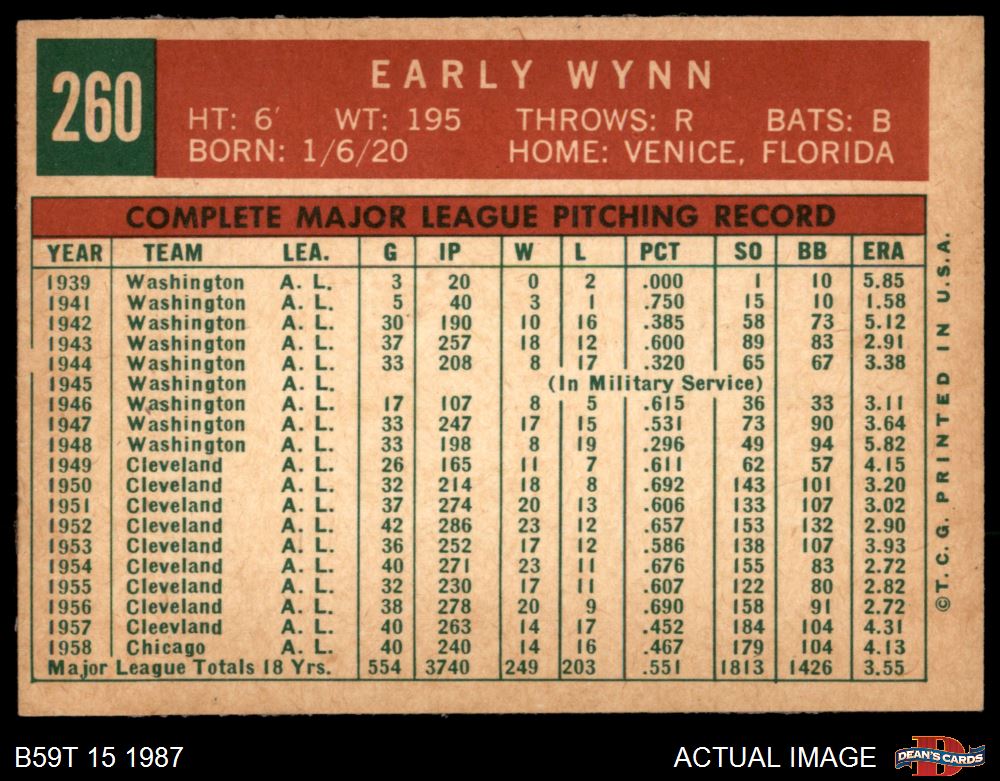 260
EARLY WYNN
HT: 6' WT: 195 THROWS: R BATS: B
BORN: 1/6/20 HOME: VENICE, FLORIDA
COMPLETE MAJOR LEAGUE PITCHING RECORD
YEAR TEAM LEA. G IP W L PCT SO BB ERA
1939 Washington A. L. 3 20 0 2 .000 1 10 5.85
1941 Washington A. L. 5 40 3 1 .750 15 10 1.58
1942 Washington A. L. 30 190 10 16 .385 58 73 5.12
1943 Washington A. L. 37 257 18 12 .600 89 83 2.91
1944 Washington A. L. 33 208 8 17 .320 65 67 3.38
1945 Washington A. L. (In Military Service)
1946 Washington A. L. 17 107 8 5 .615 36 33 3.11
1947 Washington A. L. 33 247 17 15 .531 73 90 3.64
1948 Washington A. L. 33 198 8 19 .296 49 94 5.82
1949 Cleveland A. L. 26 165 11 7 .611 62 57 4.15
1950 Cleveland A. L. 32 214 18 8 .692 143 101 3.20
1951 Cleveland A. L. 37 274 20 13 .606 133 107 3.02
1952 Cleveland A. L. 42 286 23 12 .657 153 132 2.90
1953 Cleveland A. L. 36 252 17 12 .586 138 107 3.93
1954 Cleveland A. L. 40 271 23 11 .676 155 83 2.72
1955 Cleveland A. L. 32 230 17 11 .607 122 80 2.82
1956 Cleveland A. L. 38 278 20 9 .690 158 91 2.72
1957 Cleevland A. L. 40 263 14 17 .452 184 104 4.31
1958 Chicago A. L. 40 240 14 16 .467 179 104 4.13
Major League Totals 18 Yrs. 554 3740 249 203 .551 1813 1426 3.55
©T. C. G. PRINTED IN U.S.A.
B59T 15 1987
ACTUAL IMAGE
D
DEAN'S CARDS